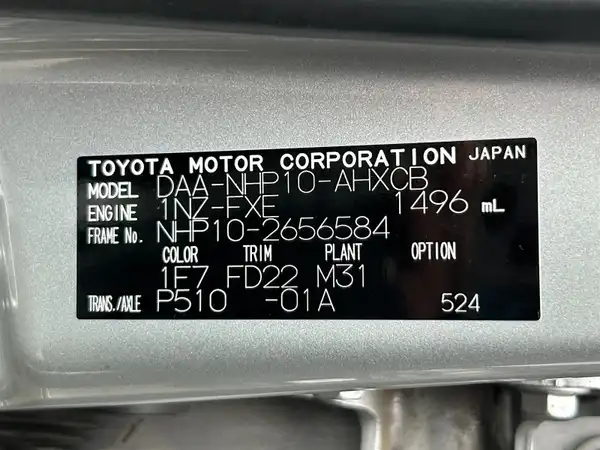 TOYOTA MOTOR CORPORATION JAPAN
MODEL DAA-NHP10-AHXCB
ENGINE 1NZ-FXE 1496 mL
FRAME No. NHP10-2656584
COLOR TRIM PLANT OPTION
1F7 FD22 M31
TRANS./AXLE P510 -01A 524